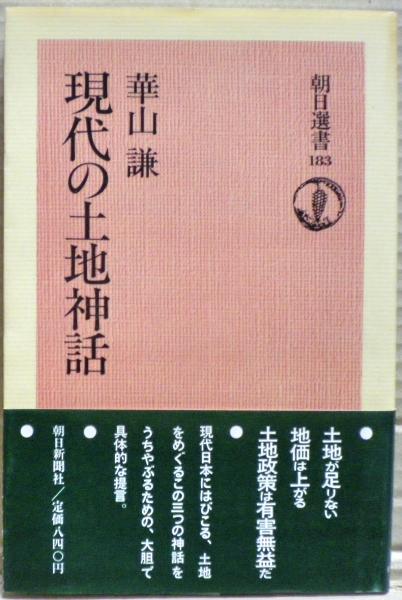 朝日選書
183
華山 謙
現代の土地神話
土地が足りない
地価は上がる
土地政策は有害無益だ
現代日本にはびこる、土地
をめぐるこの三つの神話を
うちやぶるための、大胆で
具体的な提言。
朝日新聞社/定価八四〇円